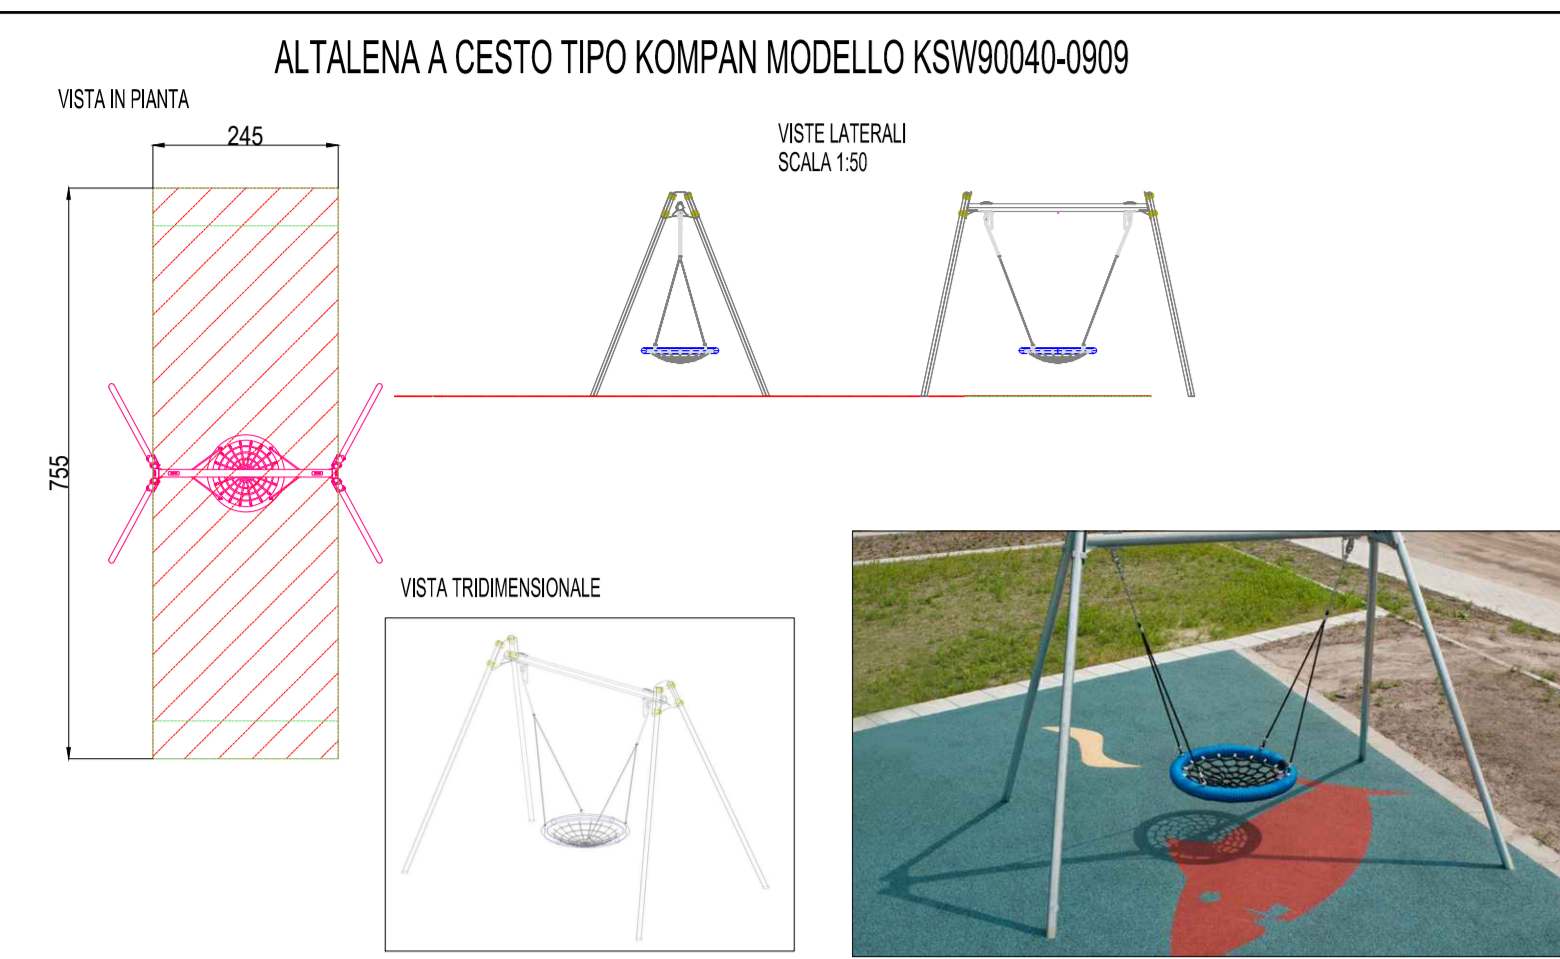 ALTALENA A CESTO TIPO KOMPAN MODELLO KSW90040-0909
VISTA IN PIANTA
245
VISTE LATERALI
SCALA 1:50
755
VISTA TRIDIMENSIONALE